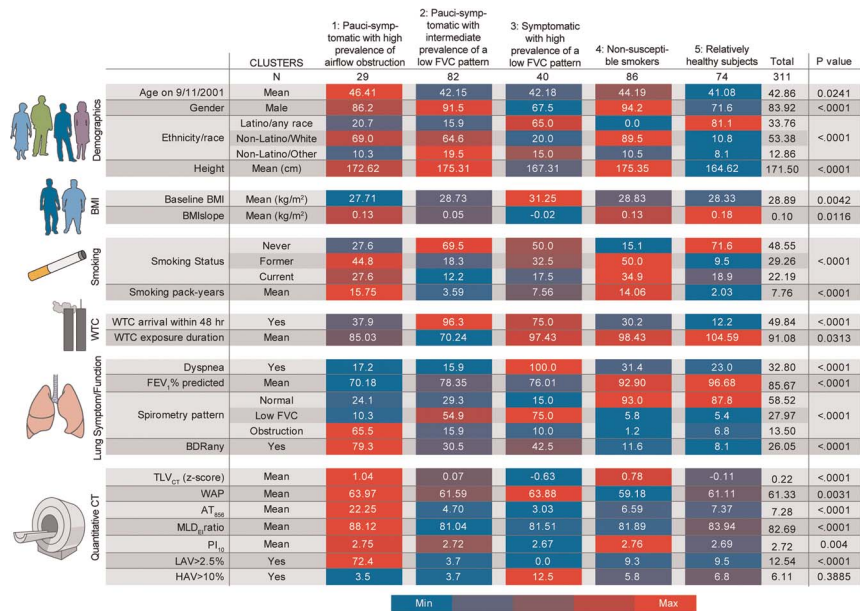 1: Pauci-symptomatic with high prevalence of airflow obstruction
2: Pauci-symptomatic with intermediate prevalence of a low FVC pattern
3: Symptomatic with high prevalence of a low FVC pattern
4: Non-susceptible smokers
5: Relatively healthy subjects
CLUSTERS Total P value
N 29 82 40 86 74 311
Demographics
Age on 9/11/2001 Mean 46.41 42.15 42.18 44.19 41.08 42.86 0.0241
Gender Male 86.2 91.5 67.5 94.2 71.6 83.92 <.0001
Ethnicity/race <.0001
Latino/any race 20.7 15.9 65.0 0.0 81.1 33.76
Non-Latino/White 69.0 64.6 20.0 89.5 10.8 53.38
Non-Latino/Other 10.3 19.5 15.0 10.5 8.1 12.86
Height Mean (cm) 172.62 175.31 167.31 175.35 164.62 171.50 <.0001
BMI
Baseline BMI Mean (kg/m²) 27.71 28.73 31.25 28.83 28.33 28.89 0.0042
BMIslope Mean (kg/m²) 0.13 0.05 -0.02 0.13 0.18 0.10 0.0116
Smoking
Smoking Status <.0001
Never 27.6 69.5 50.0 15.1 71.6 48.55
Former 44.8 18.3 32.5 50.0 9.5 29.26
Current 27.6 12.2 17.5 34.9 18.9 22.19
Smoking pack-years Mean 15.75 3.59 7.56 14.06 2.03 7.76 <.0001
WTC
WTC arrival within 48 hr Yes 37.9 96.3 75.0 30.2 12.2 49.84 <.0001
WTC exposure duration Mean 85.03 70.24 97.43 98.43 104.59 91.08 0.0313
Lung Symptom/Function
Dyspnea Yes 17.2 15.9 100.0 31.4 23.0 32.80 <.0001
FEV₁% predicted Mean 70.18 78.35 76.01 92.90 96.68 85.67 <.0001
Spirometry pattern <.0001
Normal 24.1 29.3 15.0 93.0 87.8 58.52
Low FVC 10.3 54.9 75.0 5.8 5.4 27.97
Obstruction 65.5 15.9 10.0 1.2 6.8 13.50
BDRany Yes 79.3 30.5 42.5 11.6 8.1 26.05 <.0001
Quantitative CT
TLV_CT (z-score) Mean 1.04 0.07 -0.63 0.78 -0.11 0.22 <.0001
WAP Mean 63.97 61.59 63.88 59.18 61.11 61.33 0.0031
AT₈₅₆ Mean 22.25 4.70 3.03 6.59 7.37 7.28 <.0001
MLD_EI ratio Mean 88.12 81.04 81.51 81.89 83.94 82.69 <.0001
PI₁₀ Mean 2.75 2.72 2.67 2.76 2.69 2.72 0.004
LAV>2.5% Yes 72.4 3.7 0.0 9.3 9.5 12.54 <.0001
HAV>10% Yes 3.5 3.7 12.5 5.8 6.8 6.11 0.3885
Min Max